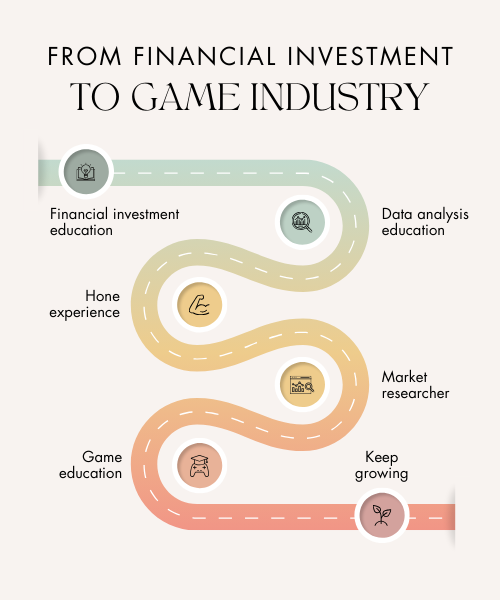 FROM FINANCIAL INVESTMENT
TO GAME INDUSTRY
Financial investment
education
Data analysis
education
Hone
experience
Market
researcher
Game
education
Keep
growing